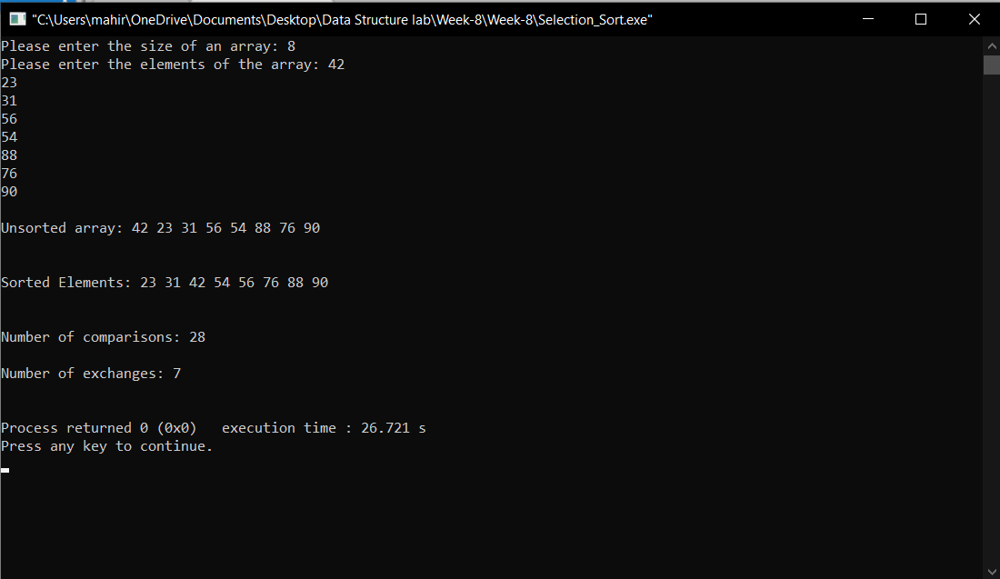 "C:\Users\mahir\OneDrive\Documents\Desktop\Data Structure lab\Week-8\Week-8\Selection_Sort.exe"
Please enter the size of an array: 8
Please enter the elements of the array: 42
23
31
56
54
88
76
90
Unsorted array: 42 23 31 56 54 88 76 90
Sorted Elements: 23 31 42 54 56 76 88 90
Number of comparisons: 28
Number of exchanges: 7
Process returned 0 (0x0)   execution time : 26.721 s
Press any key to continue.